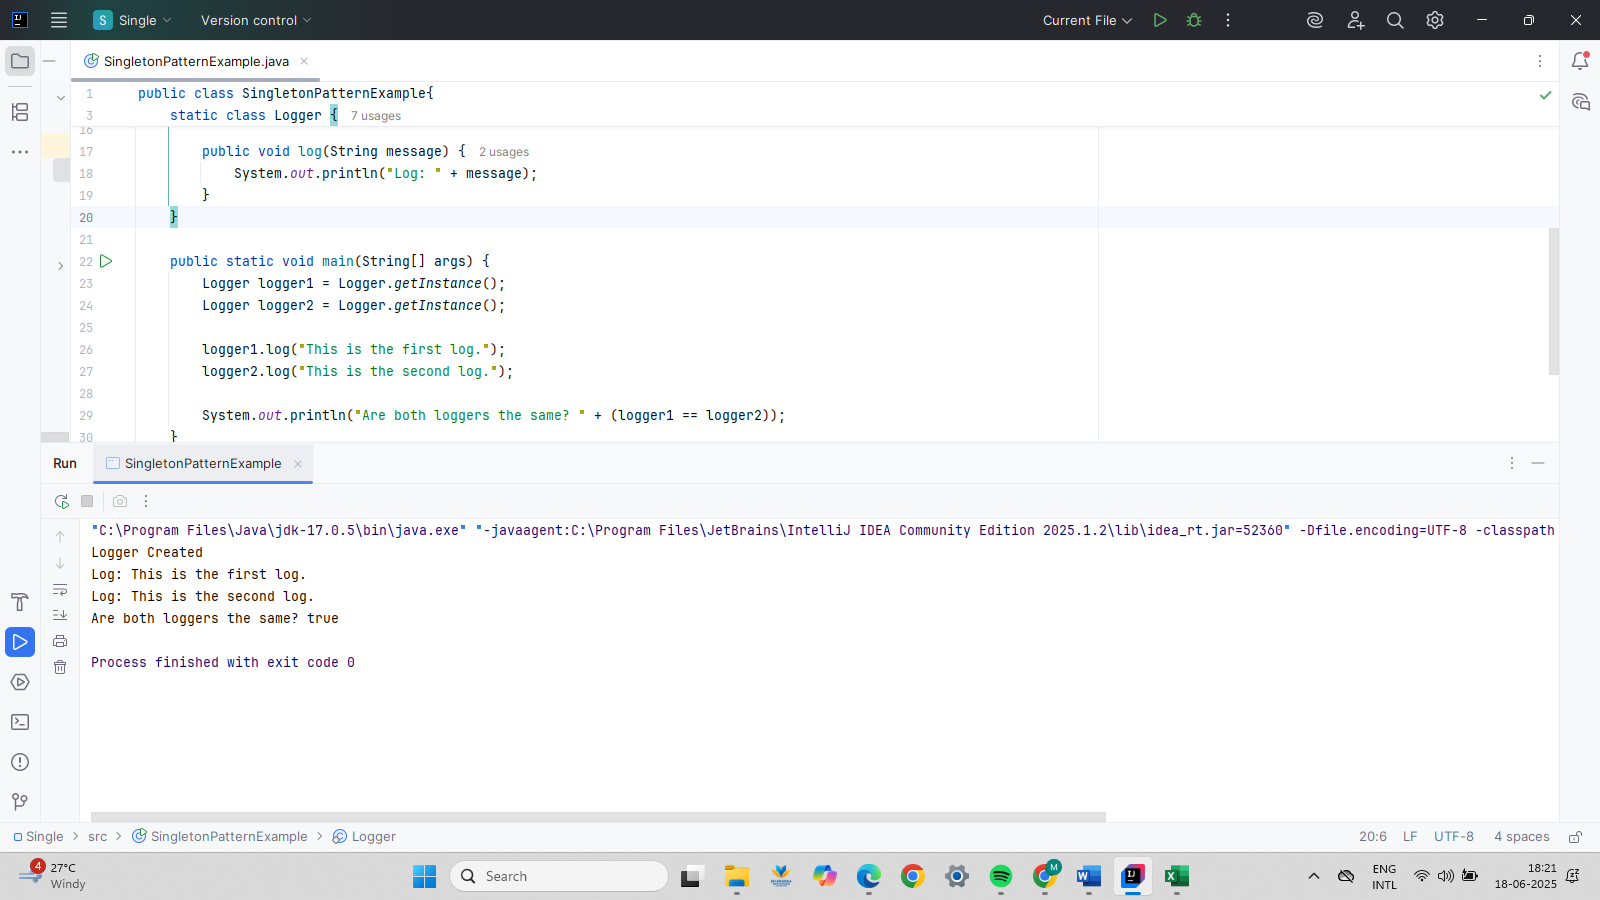 S Single Version control Current File
SingletonPatternExample.java
1 public class SingletonPatternExample{
3 static class Logger { 7 usages
16
17 public void log(String message) { 2 usages
18 System.out.println("Log: " + message);
19 }
20 }
21
22 public static void main(String[] args) {
23 Logger logger1 = Logger.getInstance();
24 Logger logger2 = Logger.getInstance();
25
26 logger1.log("This is the first log.");
27 logger2.log("This is the second log.");
28
29 System.out.println("Are both loggers the same? " + (logger1 == logger2));
30 }
Run SingletonPatternExample
"C:\Program Files\Java\jdk-17.0.5\bin\java.exe" "-javaagent:C:\Program Files\JetBrains\IntelliJ IDEA Community Edition 2025.1.2\lib\idea_rt.jar=52360" -Dfile.encoding=UTF-8 -classpath
Logger Created
Log: This is the first log.
Log: This is the second log.
Are both loggers the same? true
Process finished with exit code 0
Single > src > SingletonPatternExample > Logger 20:6 LF UTF-8 4 spaces
4 27°C
Windy
Search
M
ENG
INTL
18:21
18-06-2025